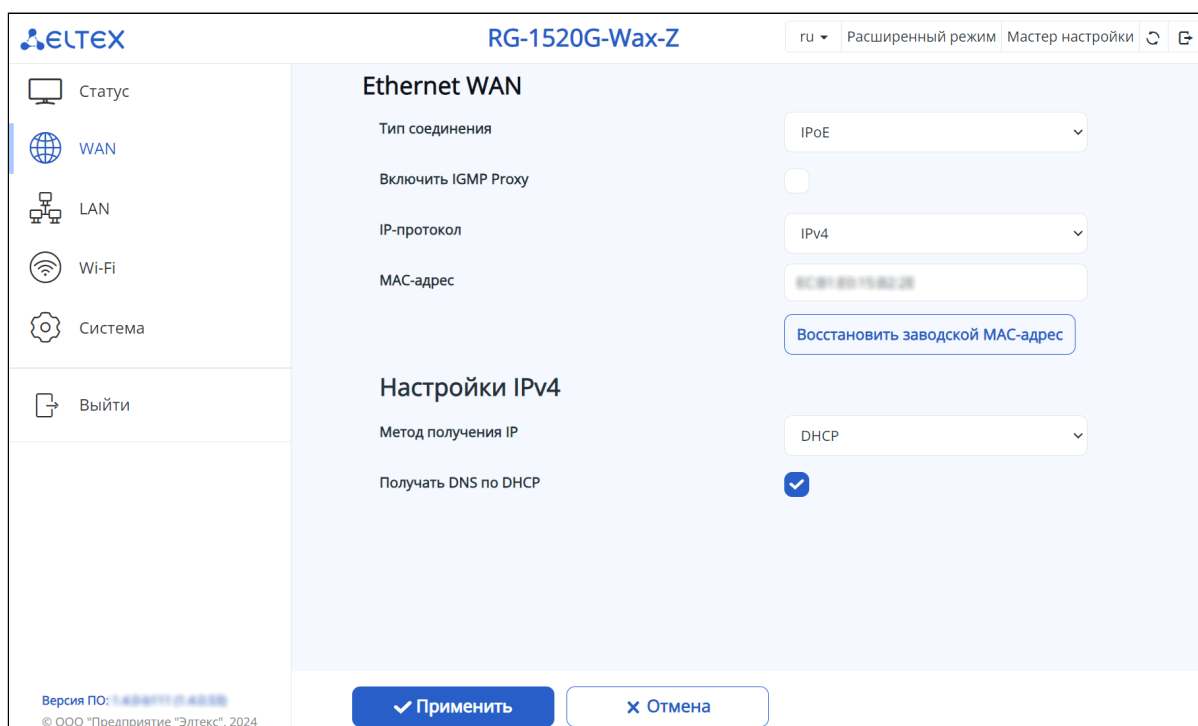 ELTEX
RG-1520G-Wax-Z
ru
Расширенный режим
Мастер настройки
Статус
WAN
LAN
Wi-Fi
Система
Выйти
Ethernet WAN
Тип соединения
IPoE
Включить IGMP Proxy
IP-протокол
IPv4
MAC-адрес
Восстановить заводской MAC-адрес
Настройки IPv4
Метод получения IP
DHCP
Получать DNS по DHCP
Версия ПО:
© ООО "Предприятие "Элтекс", 2024
Применить
Отмена